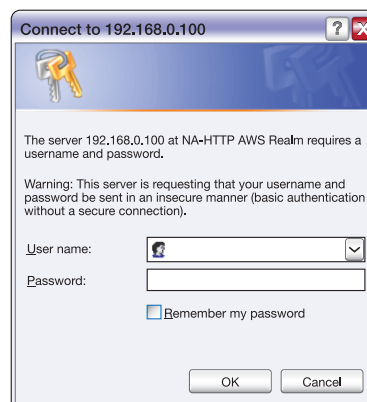 Connect to 192.168.0.100
?
X
The server 192.168.0.100 at NA-HTTP AWS Realm requires a
username and password.
Warning: This server is requesting that your username and
password be sent in an insecure manner (basic authentication
without a secure connection).
User name:
Password:
Remember my password
OK
Cancel